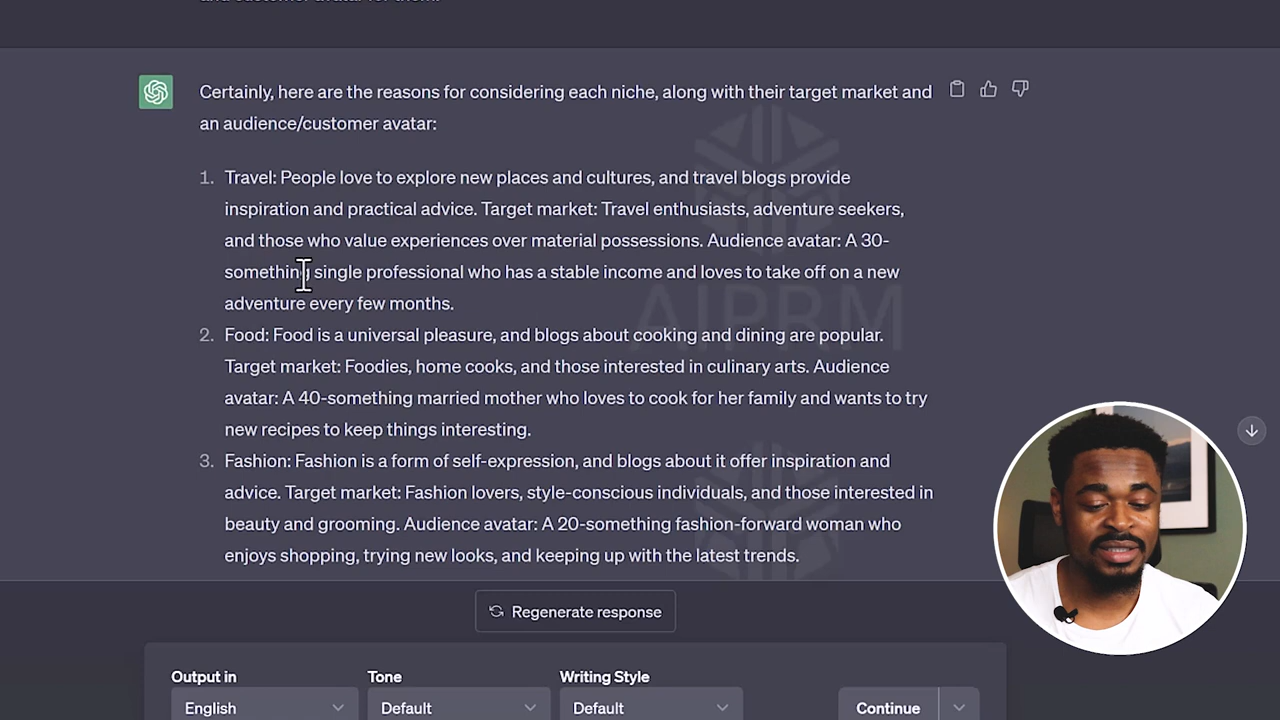 Certainly, here are the reasons for considering each niche, along with their target market and
an audience/customer avatar:
1. Travel: People love to explore new places and cultures, and travel blogs provide
inspiration and practical advice. Target market: Travel enthusiasts, adventure seekers,
and those who value experiences over material possessions. Audience avatar: A 30-
something single professional who has a stable income and loves to take off on a new
adventure every few months.
2. Food: Food is a universal pleasure, and blogs about cooking and dining are popular.
Target market: Foodies, home cooks, and those interested in culinary arts. Audience
avatar: A 40-something married mother who loves to cook for her family and wants to try
new recipes to keep things interesting.
3. Fashion: Fashion is a form of self-expression, and blogs about it offer inspiration and
advice. Target market: Fashion lovers, style-conscious individuals, and those interested in
beauty and grooming. Audience avatar: A 20-something fashion-forward woman who
enjoys shopping, trying new looks, and keeping up with the latest trends.
AIPRM
Regenerate response
Output in Tone Writing Style
English Default Default Continue